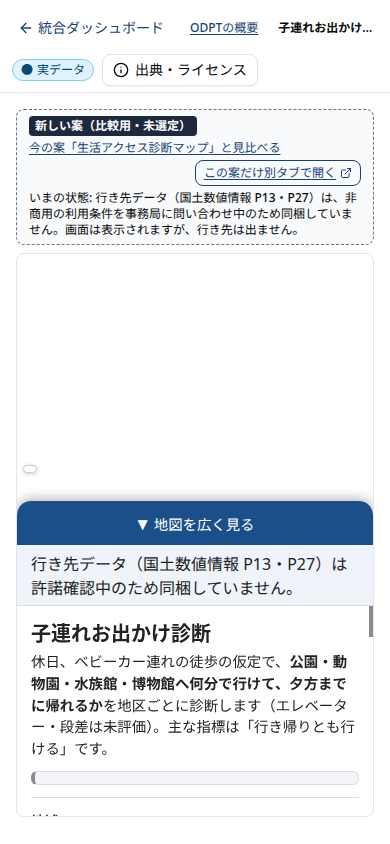 ← 統合ダッシュボード ODPTの概要 子連れお出かけ...
実データ 出典・ライセンス
新しい案（比較用・未選定）
今の案「生活アクセス診断マップ」と見比べる
この案だけ別タブで開く
いまの状態: 行き先データ（国土数値情報 P13・P27）は、非
商用の利用条件を事務局に問い合わせ中のため同梱していま
せん。画面は表示されますが、行き先は出ません。
▼ 地図を広く見る
行き先データ（国土数値情報 P13・P27）は
許諾確認中のため同梱していません。
子連れお出かけ診断
休日、ベビーカー連れの徒歩の仮定で、公園・動
物園・水族館・博物館へ何分で行けて、夕方まで
に帰れるかを地区ごとに診断します（エレベータ
ー・段差は未評価）。主な指標は「行き帰りとも行
ける」です。